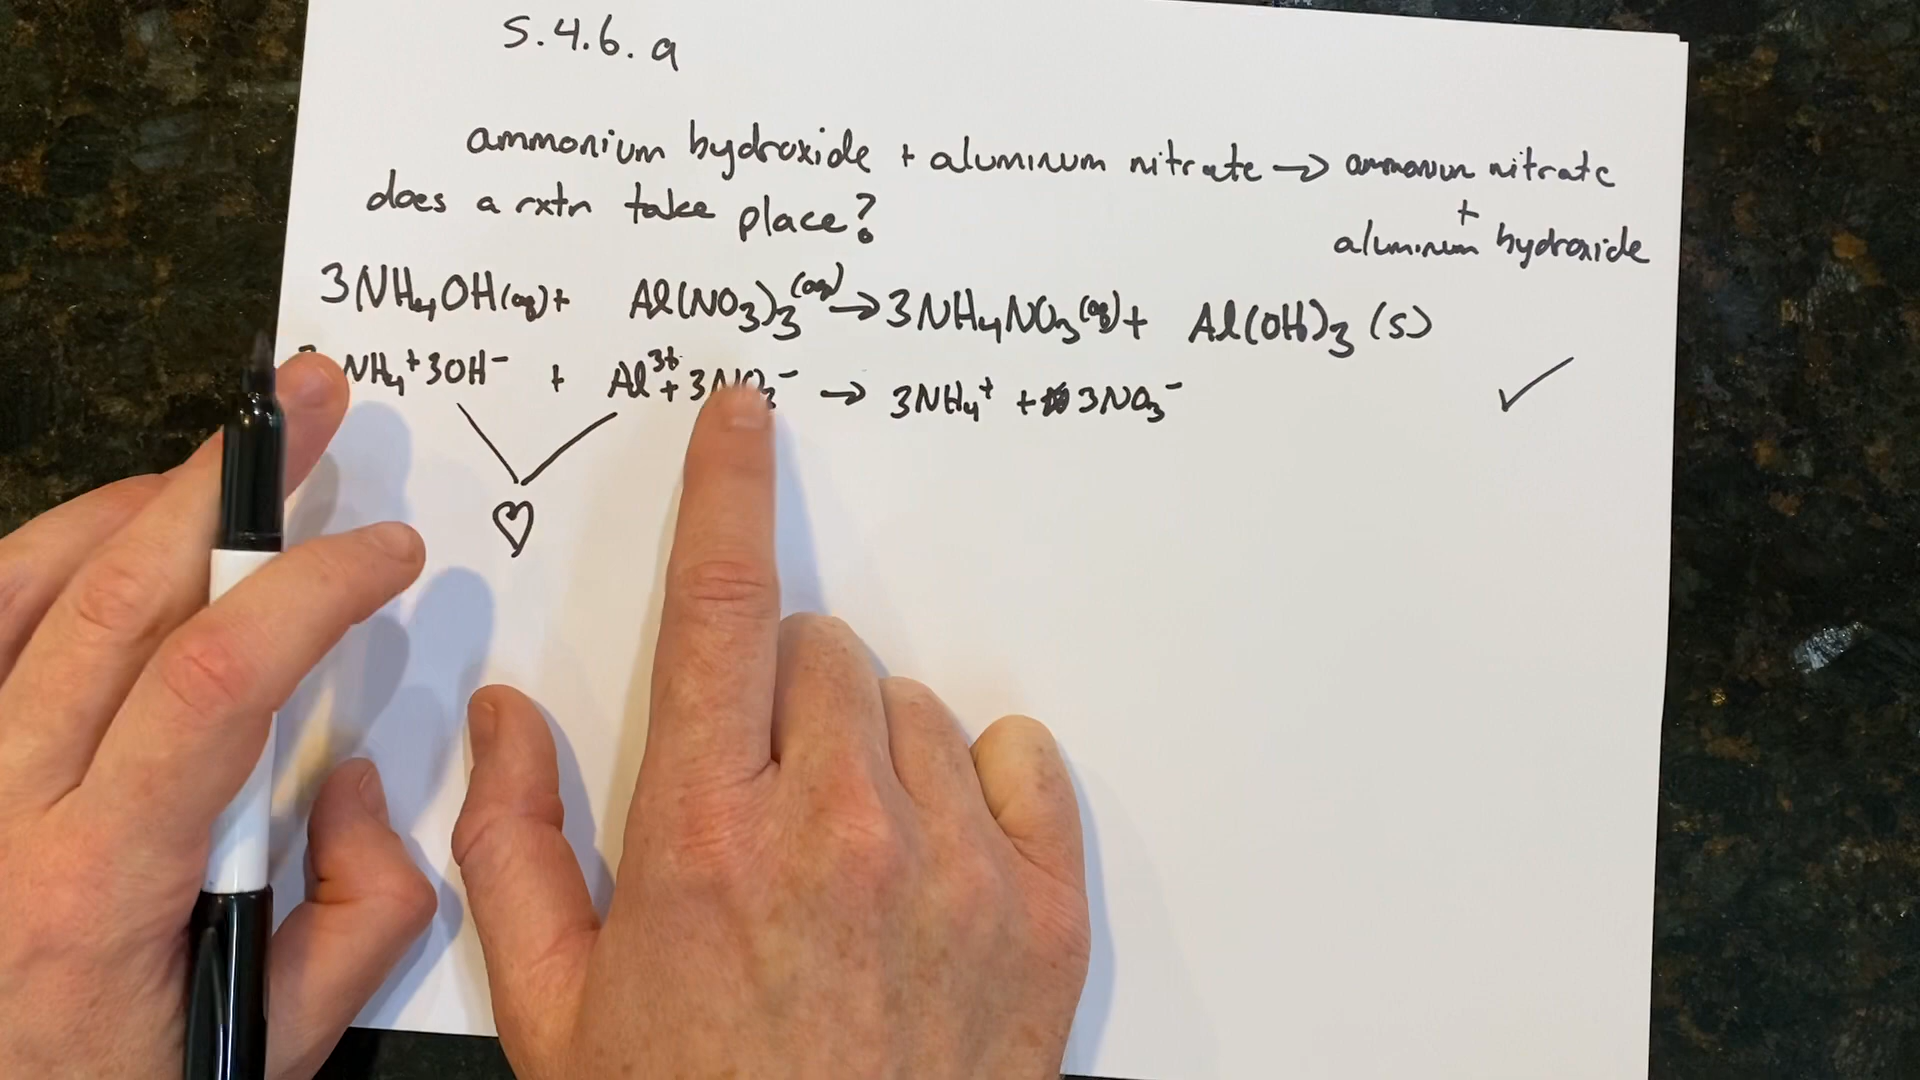 S.4.6.a
ammonium hydroxide + aluminum nitrate → ammonium nitrate
+
aluminum hydroxide
does a rxtn take place?
3NH₄OH(aq) + Al(NO₃)₃(aq) → 3NH₄NO₃(aq) + Al(OH)₃(s)
NH₄⁺ 3OH⁻ + Al³⁺ + 3NO₃⁻ → 3NH₄⁺ + 3NO₃⁻ ✓
♡